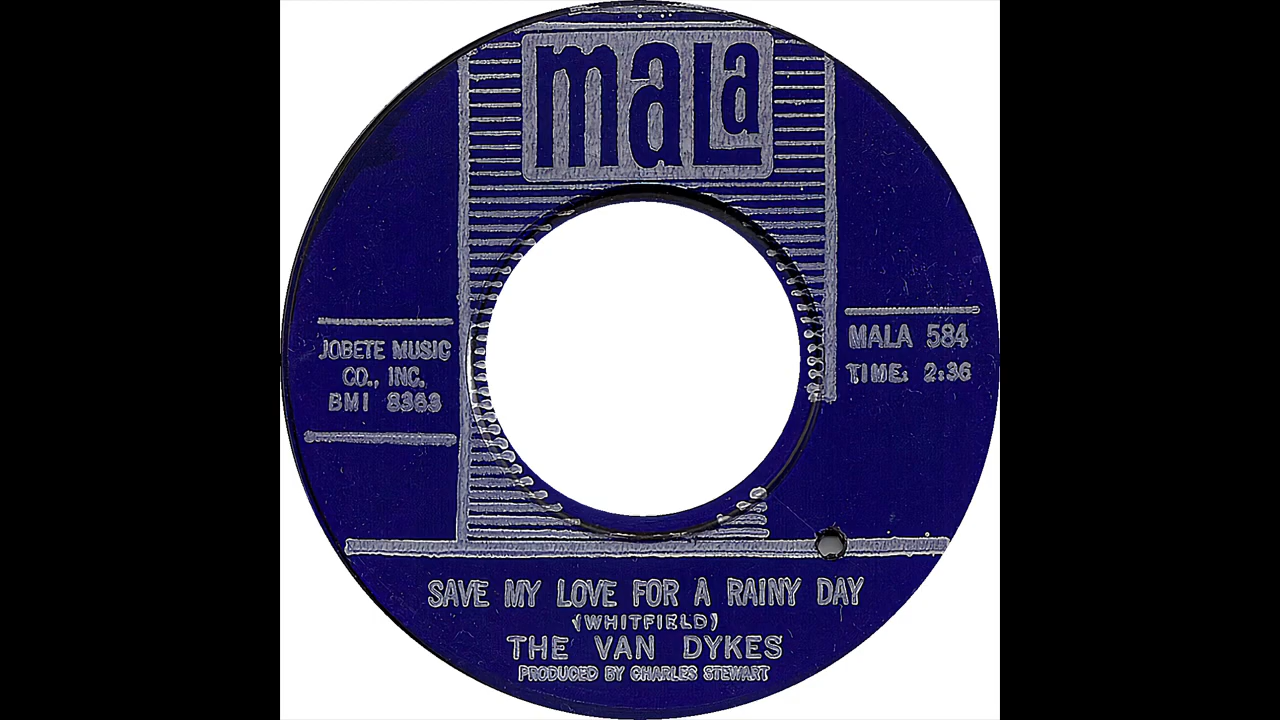 mala
JOBETE MUSIC
CO., INC.
BMI 8363
MALA 584
TIME: 2:36
SAVE MY LOVE FOR A RAINY DAY
(WHITFIELD)
THE VAN DYKES
PRODUCED BY CHARLES STEWART